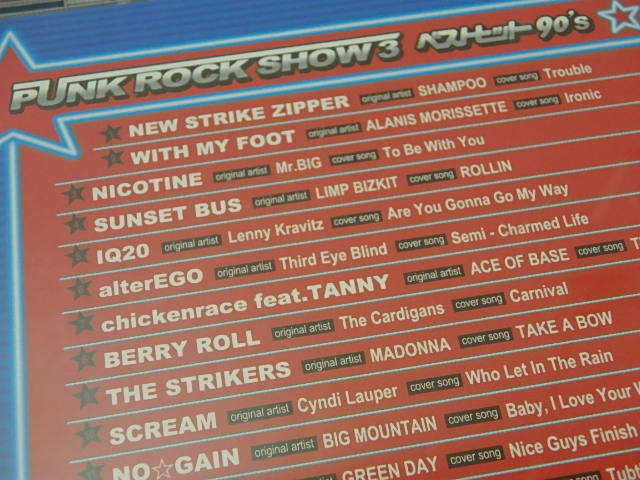 PUNK ROCK SHOW 3 ベストヒット90's
NEW STRIKE ZIPPER original artist SHAMPOO cover song Trouble
WITH MY FOOT original artist ALANIS MORISSETTE cover song Ironic
NICOTINE original artist Mr.BIG cover song To Be With You
SUNSET BUS original artist LIMP BIZKIT cover song ROLLIN
IQ20 original artist Lenny Kravitz cover song Are You Gonna Go My Way
alterEGO original artist Third Eye Blind cover song Semi - Charmed Life
chickenrace feat.TANNY original artist ACE OF BASE cover song
BERRY ROLL original artist The Cardigans cover song Carnival
THE STRIKERS original artist MADONNA cover song TAKE A BOW
SCREAM original artist Cyndi Lauper cover song Who Let In The Rain
NO☆GAIN original artist BIG MOUNTAIN cover song Baby, I Love Your
GREEN DAY cover song Nice Guys Finish